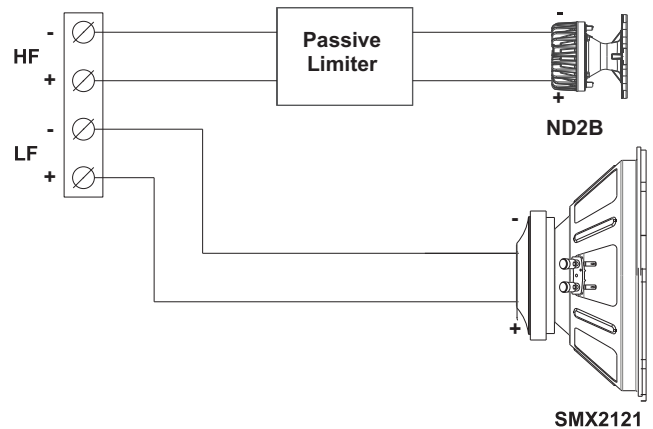 -
HF
+
-
LF
+
Passive
Limiter
-
+
ND2B
-
+
SMX2121